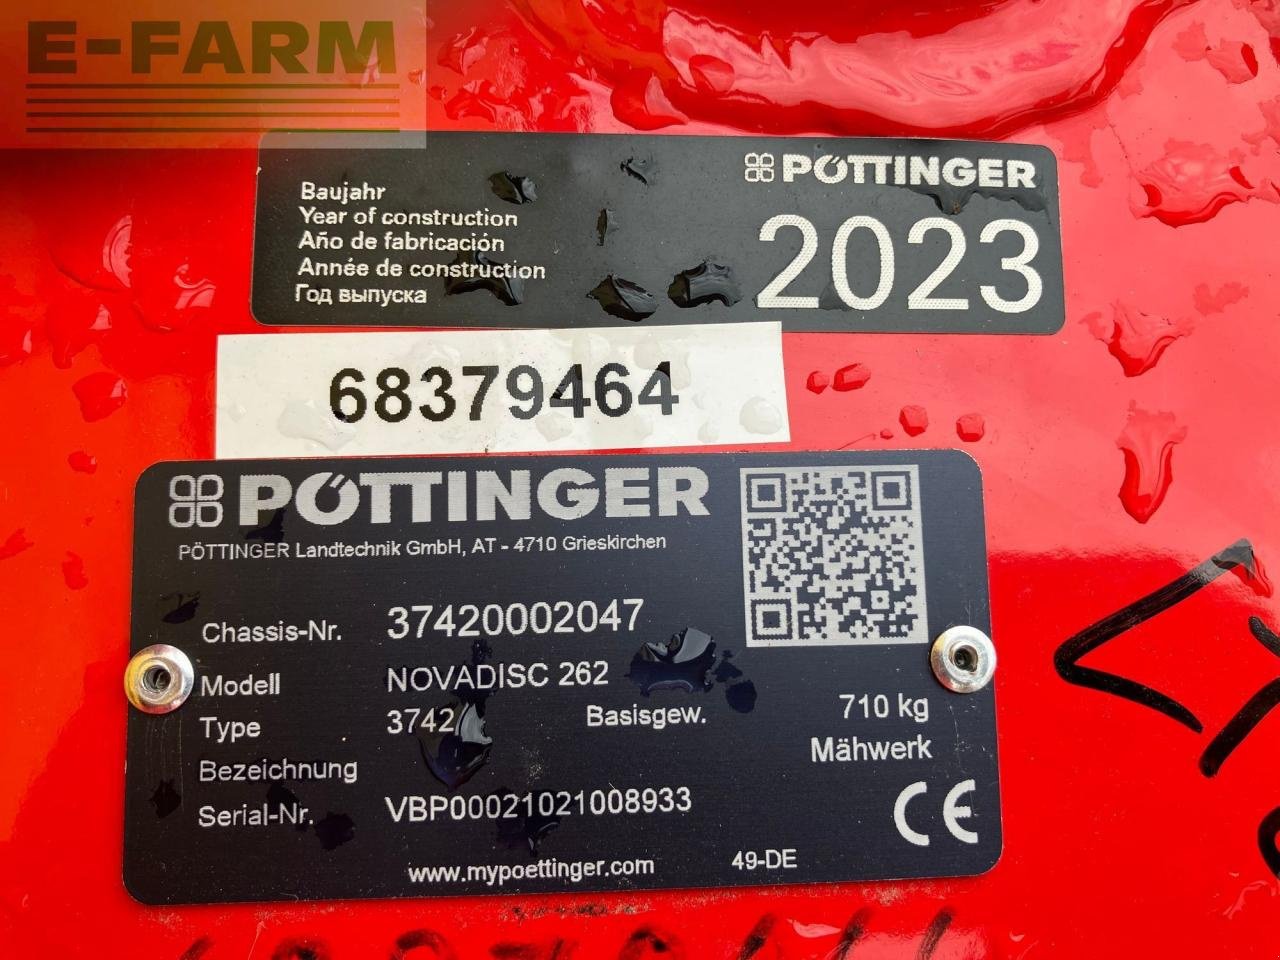 E-FARM
Baujahr
Year of construction
Año de fabricación
Année de construction
Год выпуска
PÖTTINGER
2023
68379464
PÖTTINGER
PÖTTINGER Landtechnik GmbH, AT - 4710 Grieskirchen
Chassis-Nr. 37420002047
Modell NOVADISC 262
Type 3742 Basisgew. 710 kg
Bezeichnung Mähwerk
Serial-Nr. VBP00021021008933
CE
www.mypoettinger.com 49-DE